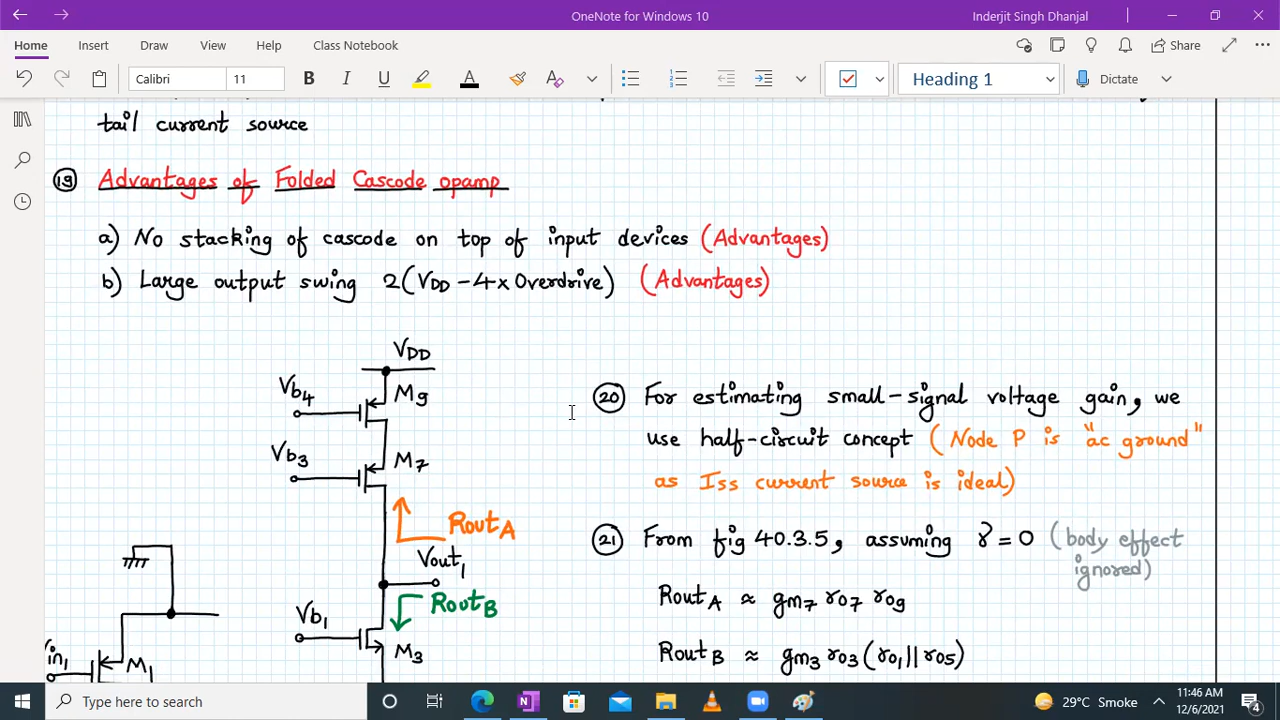 OneNote for Windows 10
Inderjit Singh Dhanjal
Home Insert Draw View Help Class Notebook
Share
Calibri 11 B I U A
Heading 1
Dictate
tail current source
19 Advantages of Folded Cascode opamp
a) No stacking of cascode on top of input devices (Advantages)
b) Large output swing 2(VDD - 4x Overdrive) (Advantages)
VDD
Vb4
M9
Vb3
M7
RoutA
Vout1
RoutB
Vb1
M3
in1
M1
20 For estimating small-signal voltage gain, we
use half-circuit concept (Node P is "ac ground"
as Iss current source is ideal)
21 From fig 40.3.5, assuming γ = 0 (body effect
ignored)
RoutA ≈ gm7 ro7 ro9
RoutB ≈ gm3 ro3 (ro1 || ro5)
Type here to search
29°C Smoke
11:46 AM
12/6/2021
4